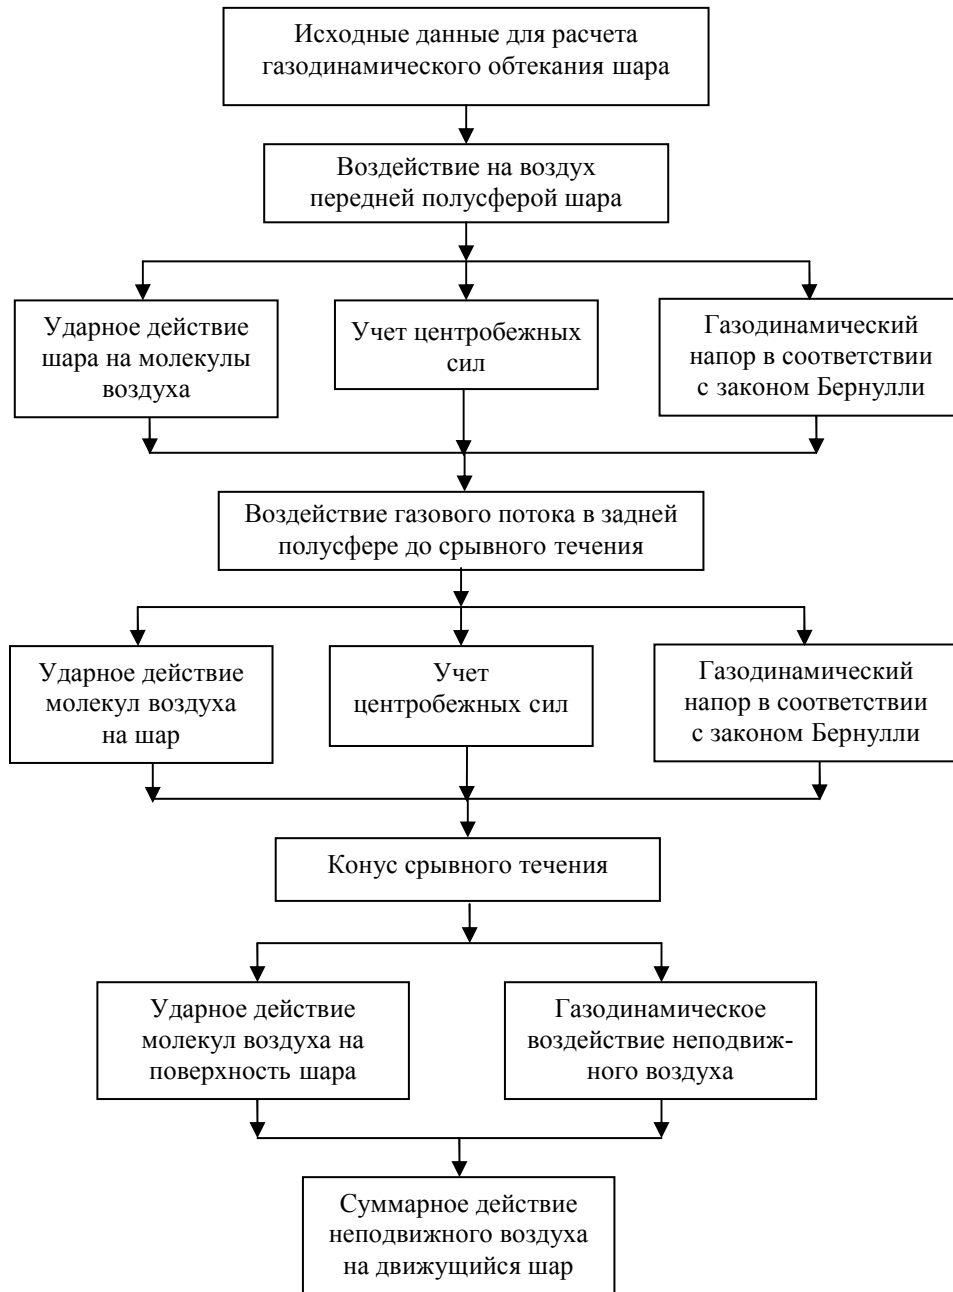 Исходные данные для расчета
газодинамического обтекания шара
Воздействие на воздух
передней полусферой шара
Ударное действие
шара на молекулы
воздуха
Учет центробежных
сил
Газодинамический
напор в соответствии
с законом Бернулли
Воздействие газового потока в задней
полусфере до срывного течения
Ударное действие
молекул воздуха
на шар
Учет
центробежных сил
Газодинамический
напор в соответствии
с законом Бернулли
Конус срывного течения
Ударное действие
молекул воздуха на
поверхность шара
Газодинамическое
воздействие неподвиж-
ного воздуха
Суммарное действие
неподвижного воздуха
на движущийся шар